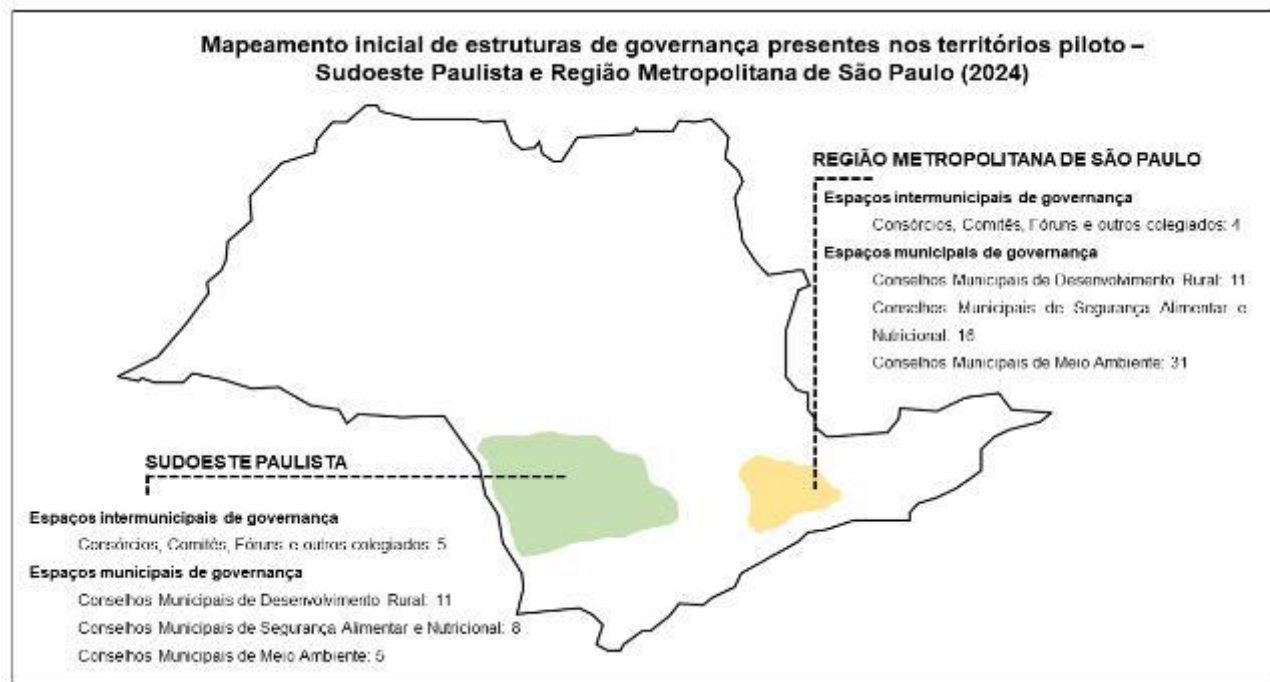 Mapeamento inicial de estruturas de governança presentes nos territórios piloto –
Sudoeste Paulista e Região Metropolitana de São Paulo (2024)
REGIÃO METROPOLITANA DE SÃO PAULO
Espaços intermunicipais de governança
Consórcios, Comitês, Fóruns e outros colegiados: 4
Espaços municipais de governança
Conselhos Municipais de Desenvolvimento Rural: 11
Conselhos Municipais de Segurança Alimentar e
Nutricional: 16
Conselhos Municipais de Meio Ambiente: 31
SUDOESTE PAULISTA
Espaços intermunicipais de governança
Consórcios, Comitês, Fóruns e outros colegiados: 5
Espaços municipais de governança
Conselhos Municipais de Desenvolvimento Rural: 11
Conselhos Municipais de Segurança Alimentar e Nutricional: 8
Conselhos Municipais de Meio Ambiente: 5